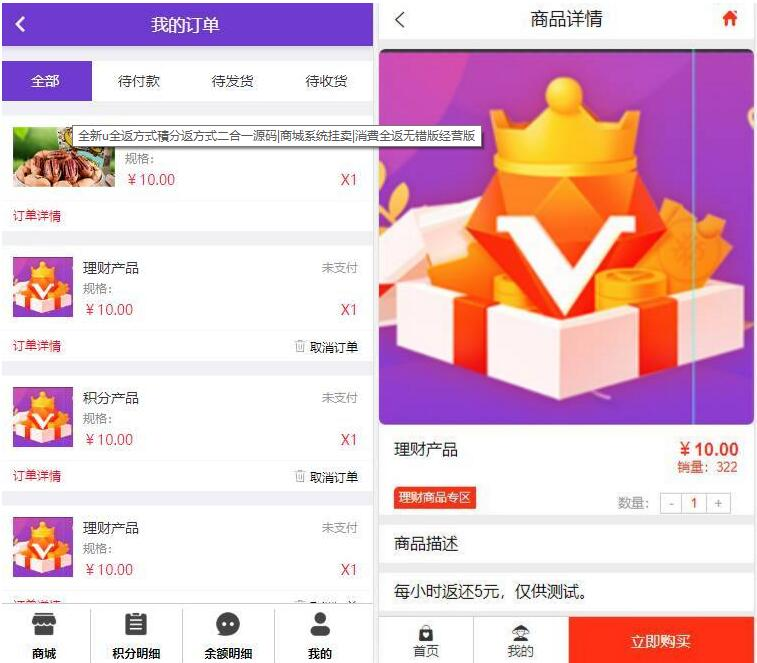 我的订单
全部
待付款
待发货
待收货
全新u全返方式積分返方式二合一源码|商城系统挂卖|消费全返无错版经营版
规格:
￥10.00
X1
订单详情
理财产品
未支付
规格:
￥10.00
X1
订单详情
取消订单
积分产品
未支付
规格:
￥10.00
X1
订单详情
取消订单
理财产品
未支付
规格:
￥10.00
X1
商城
积分明细
余额明细
我的
商品详情
理财产品
￥10.00
销量：322
理财商品专区
数量:
- 1 +
商品描述
每小时返还5元，仅供测试。
首页
我的
立即购买